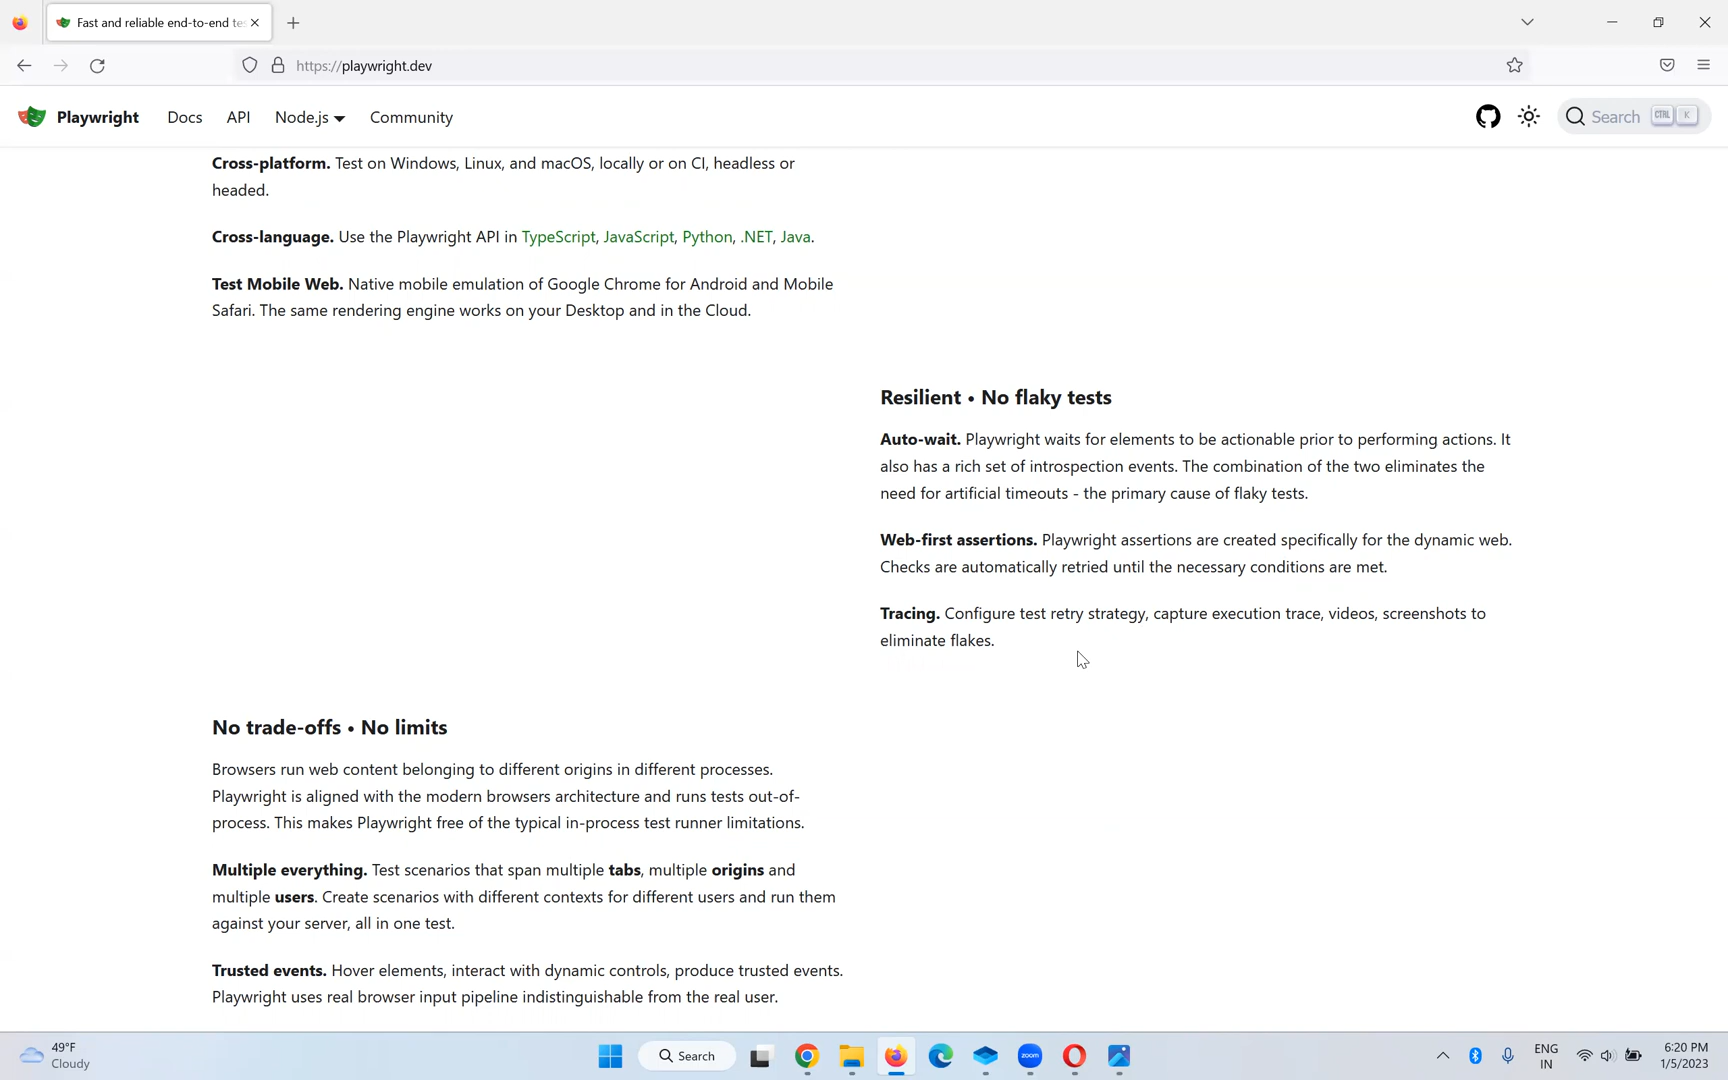 Fast and reliable end-to-end te
https://playwright.dev
Playwright
Docs
API
Node.js
Community
Search
CTRL
K
Cross-platform. Test on Windows, Linux, and macOS, locally or on CI, headless or
headed.
Cross-language. Use the Playwright API in TypeScript, JavaScript, Python, .NET, Java.
Test Mobile Web. Native mobile emulation of Google Chrome for Android and Mobile
Safari. The same rendering engine works on your Desktop and in the Cloud.
Resilient • No flaky tests
Auto-wait. Playwright waits for elements to be actionable prior to performing actions. It
also has a rich set of introspection events. The combination of the two eliminates the
need for artificial timeouts - the primary cause of flaky tests.
Web-first assertions. Playwright assertions are created specifically for the dynamic web.
Checks are automatically retried until the necessary conditions are met.
Tracing. Configure test retry strategy, capture execution trace, videos, screenshots to
eliminate flakes.
No trade-offs • No limits
Browsers run web content belonging to different origins in different processes.
Playwright is aligned with the modern browsers architecture and runs tests out-of-
process. This makes Playwright free of the typical in-process test runner limitations.
Multiple everything. Test scenarios that span multiple tabs, multiple origins and
multiple users. Create scenarios with different contexts for different users and run them
against your server, all in one test.
Trusted events. Hover elements, interact with dynamic controls, produce trusted events.
Playwright uses real browser input pipeline indistinguishable from the real user.
49°F
Cloudy
Search
zoom
ENG
IN
6:20 PM
1/5/2023